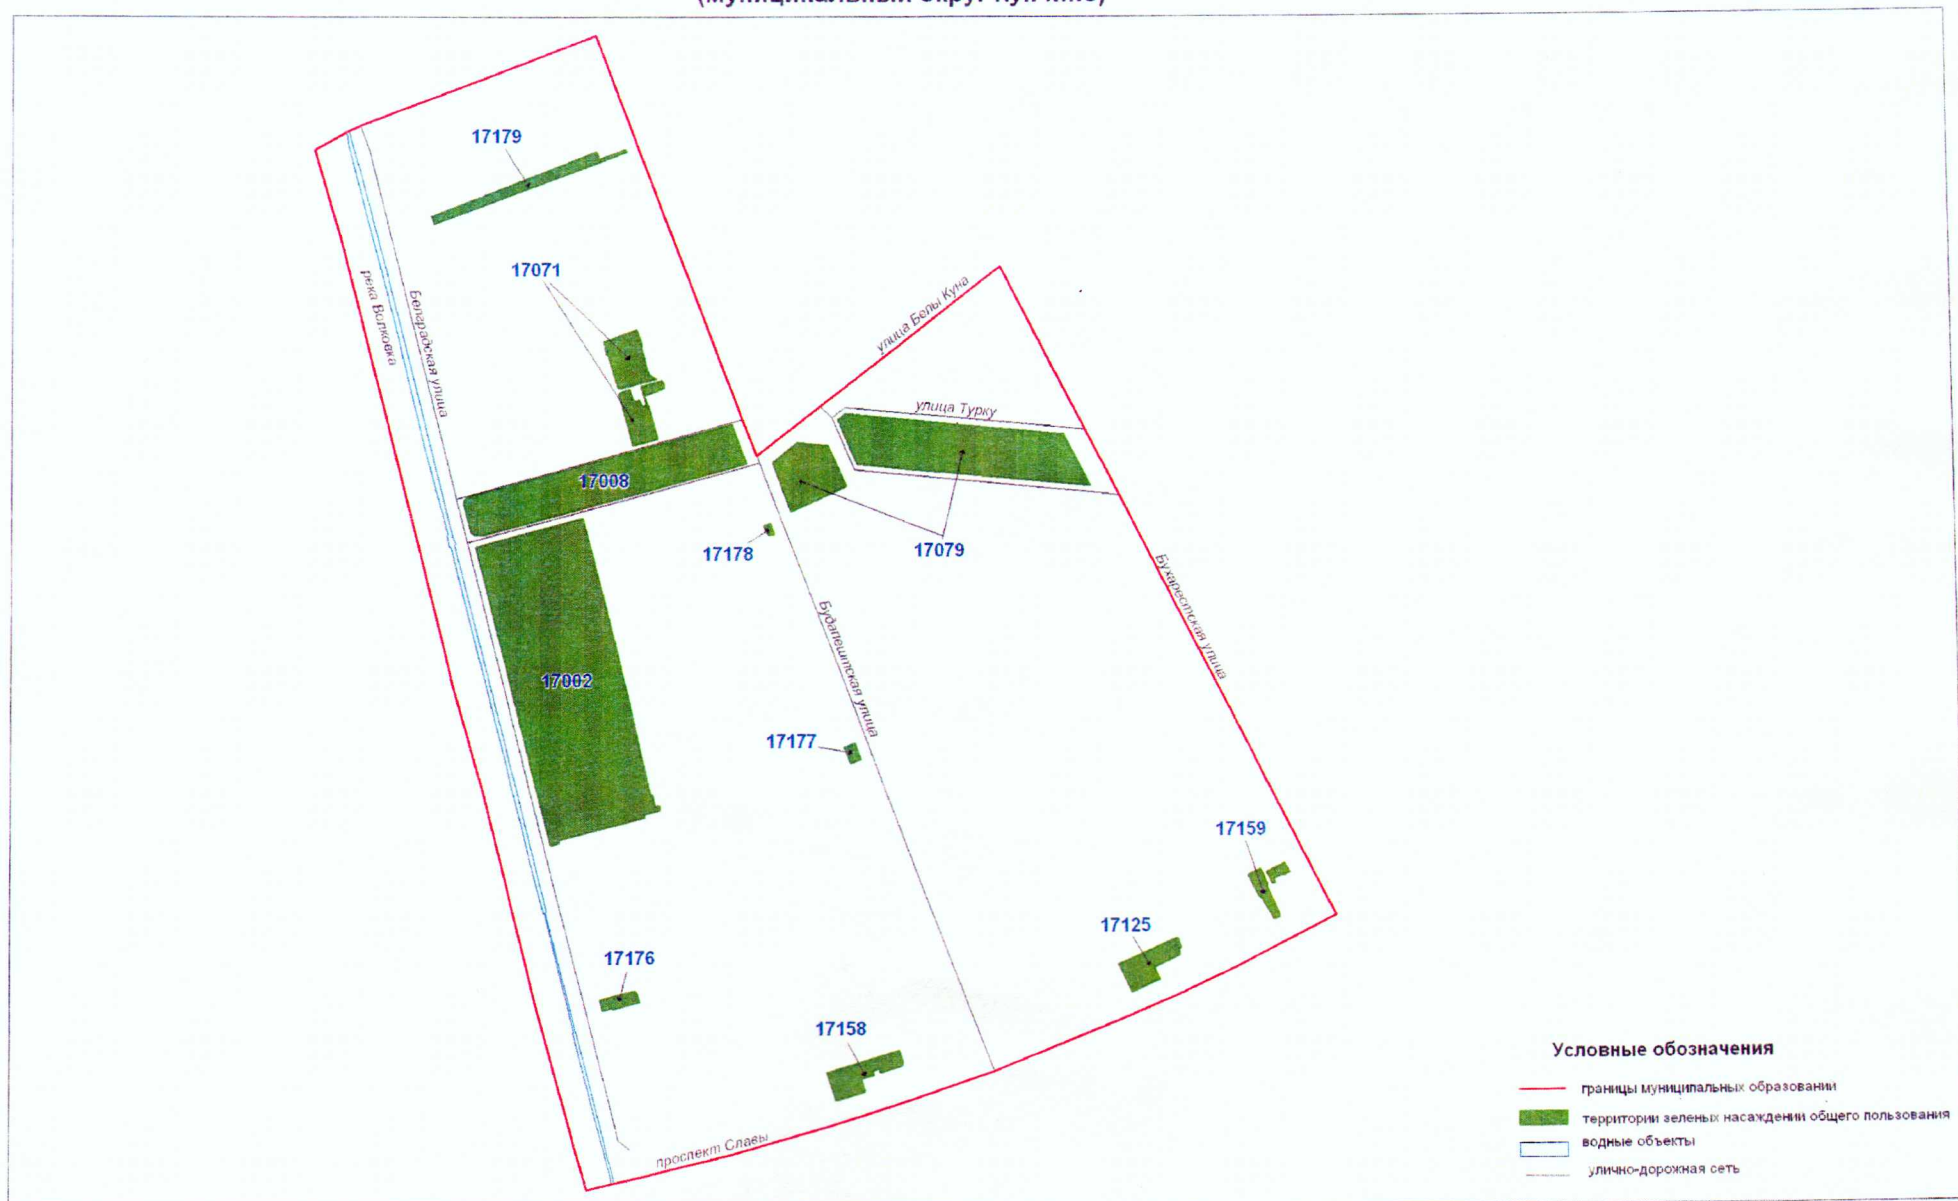 17179
17071
река Волковка
Белградская улица
улица Белы Куна
улица Турку
17008
17178
17079
17002
Будапештская улица
Бухарестская улица
17177
17159
17125
17176
17158
проспект Славы
Условные обозначения
границы муниципальных образовании
территории зеленых насаждении общего пользования
водные объекты
улично-дорожная сеть